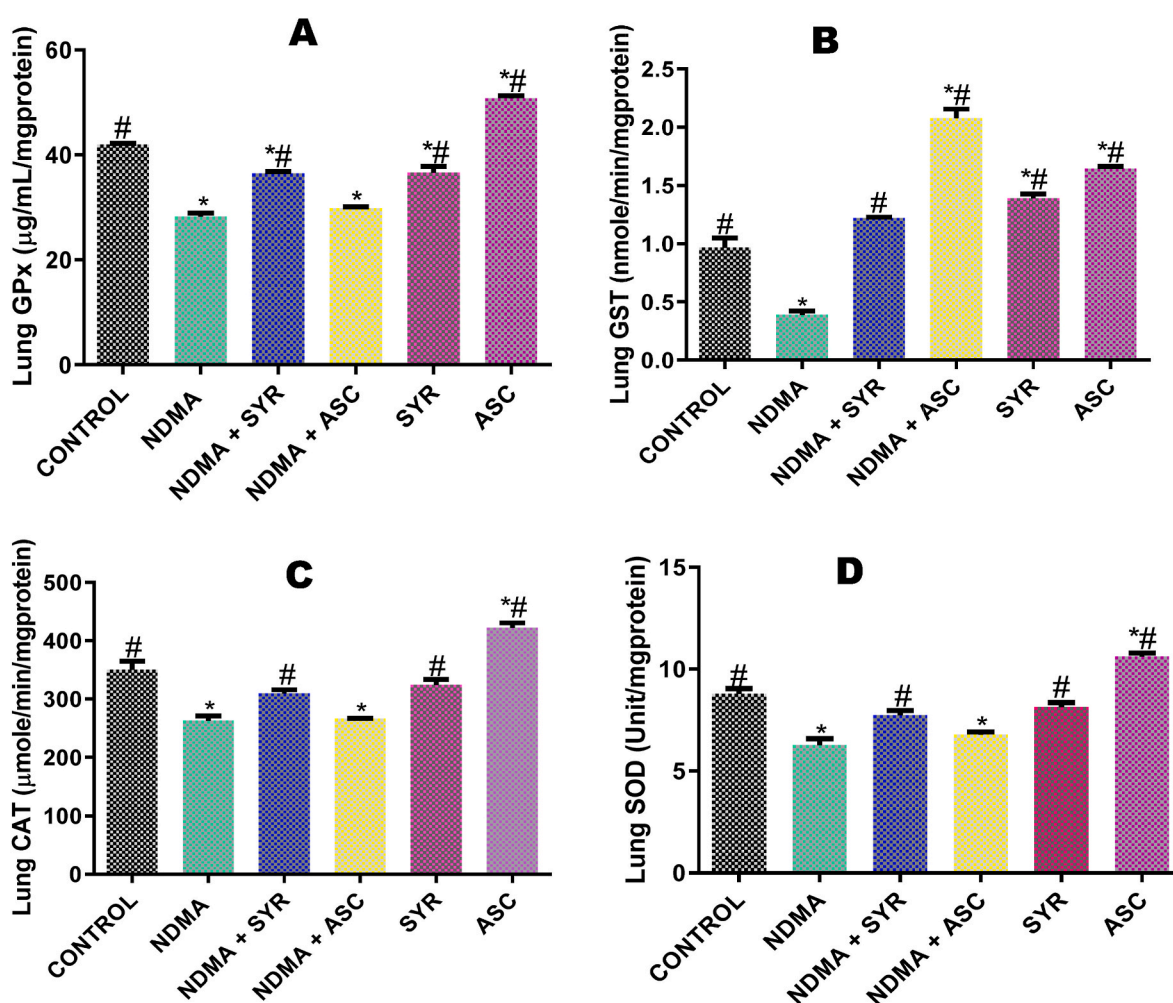 A
Lung GPx (µg/mL/mgprotein)
60
40
20
0
#
*
*#
*
*#
*#
CONTROL
NDMA
NDMA + SYR
NDMA + ASC
SYR
ASC
B
Lung GST (nmole/min/mgprotein)
2.5
2.0
1.5
1.0
0.5
0.0
#
*
#
*#
*#
*#
CONTROL
NDMA
NDMA + SYR
NDMA + ASC
SYR
ASC
C
Lung CAT (µmole/min/mgprotein)
500
400
300
200
100
0
#
*
#
*
#
*#
CONTROL
NDMA
NDMA + SYR
NDMA + ASC
SYR
ASC
D
Lung SOD (Unit/mgprotein)
15
10
5
0
#
*
#
*
#
*#
CONTROL
NDMA
NDMA + SYR
NDMA + ASC
SYR
ASC